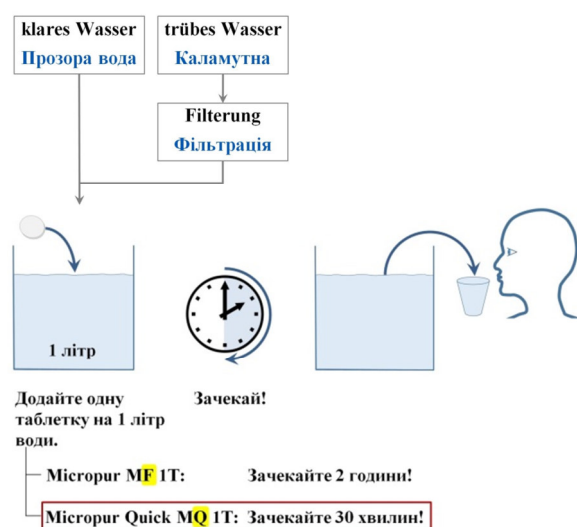 klares Wasser
Прозора вода
trübes Wasser
Каламутна
Filterung
Фільтрація
1 літр
Додайте одну
таблетку на 1 літр
води.
Зачекай!
Micropur MF 1T: Зачекайте 2 години!
Micropur Quick MQ 1T: Зачекайте 30 хвилин!